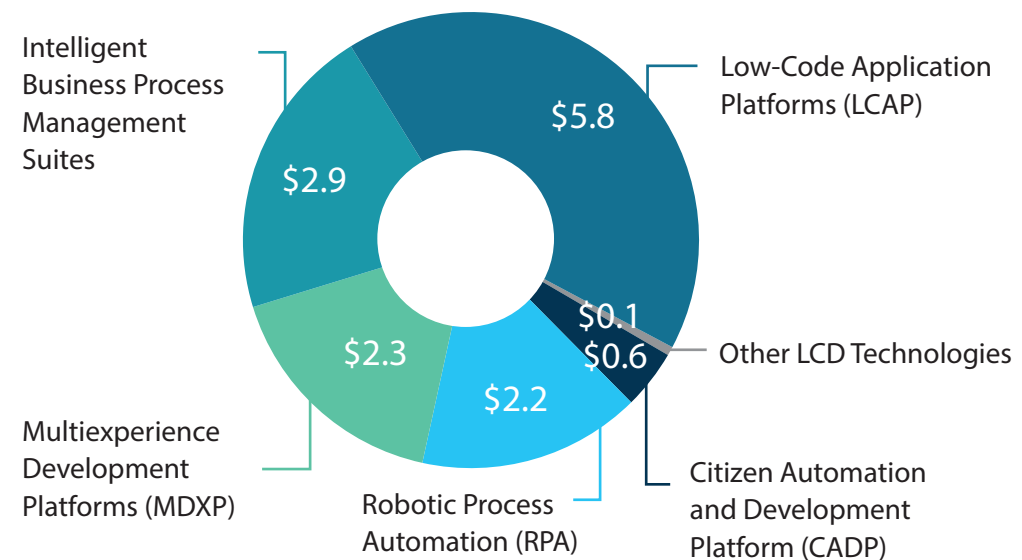 Intelligent
Business Process
Management
Suites
$2.9
$5.8
Low-Code Application
Platforms (LCAP)
$0.1
Other LCD Technologies
$0.6
Citizen Automation
and Development
Platform (CADP)
$2.2
Robotic Process
Automation (RPA)
$2.3
Multiexperience
Development
Platforms (MDXP)